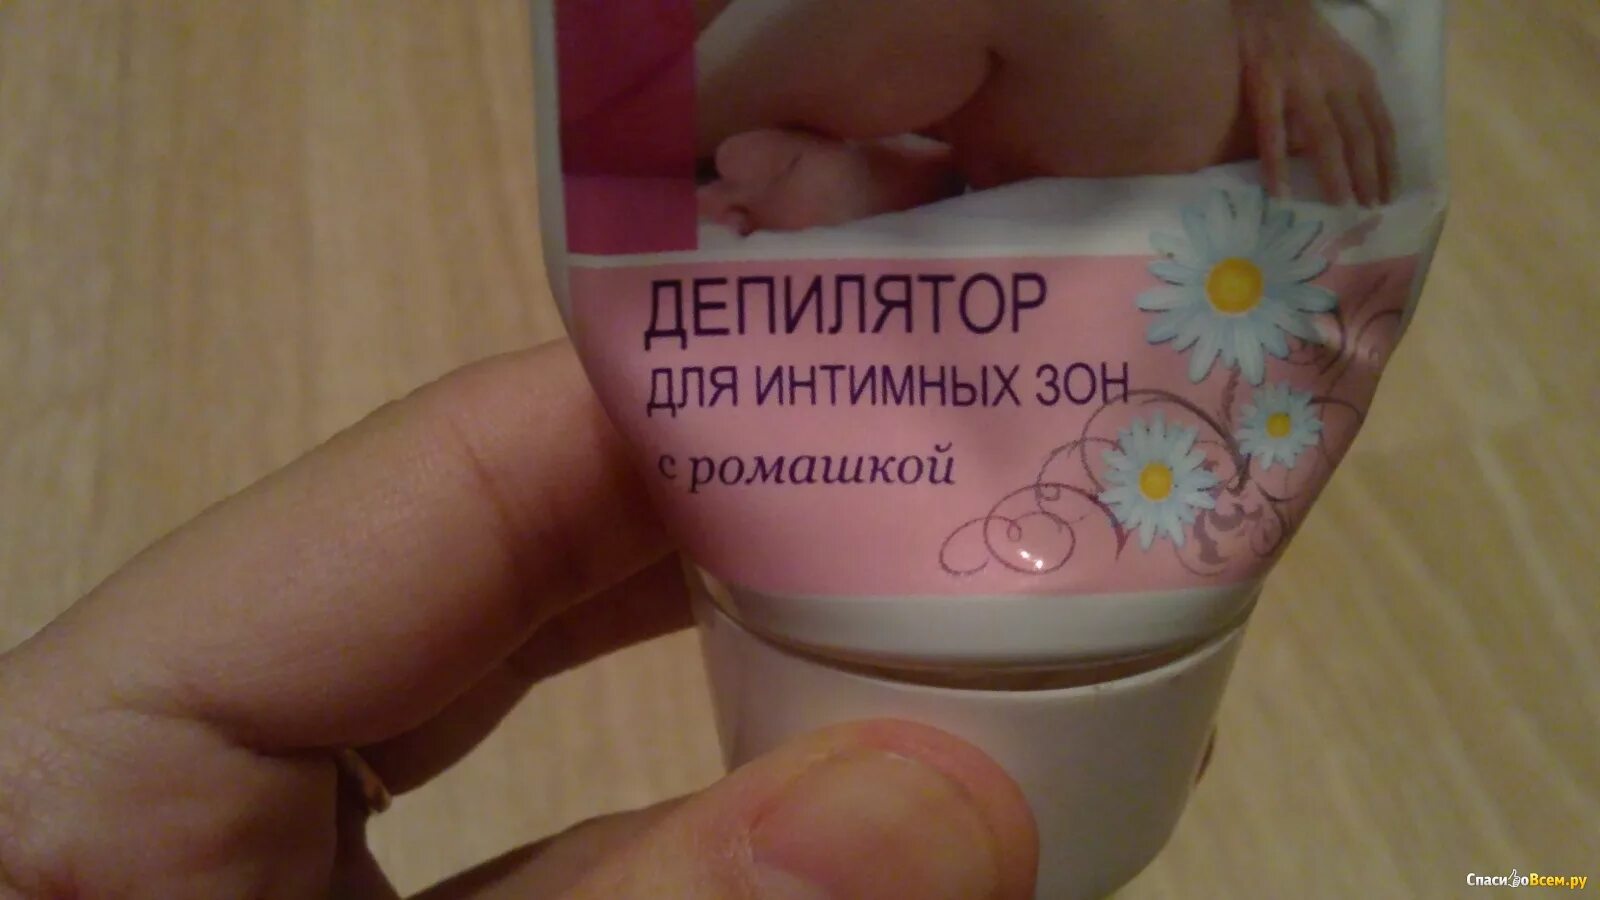 ДЕПИЛЯТОР
ДЛЯ ИНТИМНЫХ ЗОН
с ромашкой
СпасибоВсем.ру